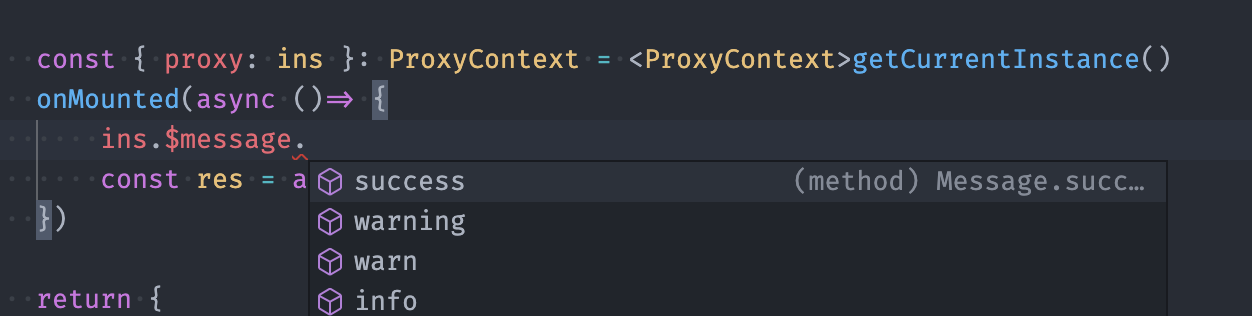 const { proxy: ins }: ProxyContext = <ProxyContext>getCurrentInstance()
onMounted(async ()=> {
ins.$message.
const res = a
success (method) Message.succ…
warning
})
warn
return {
info